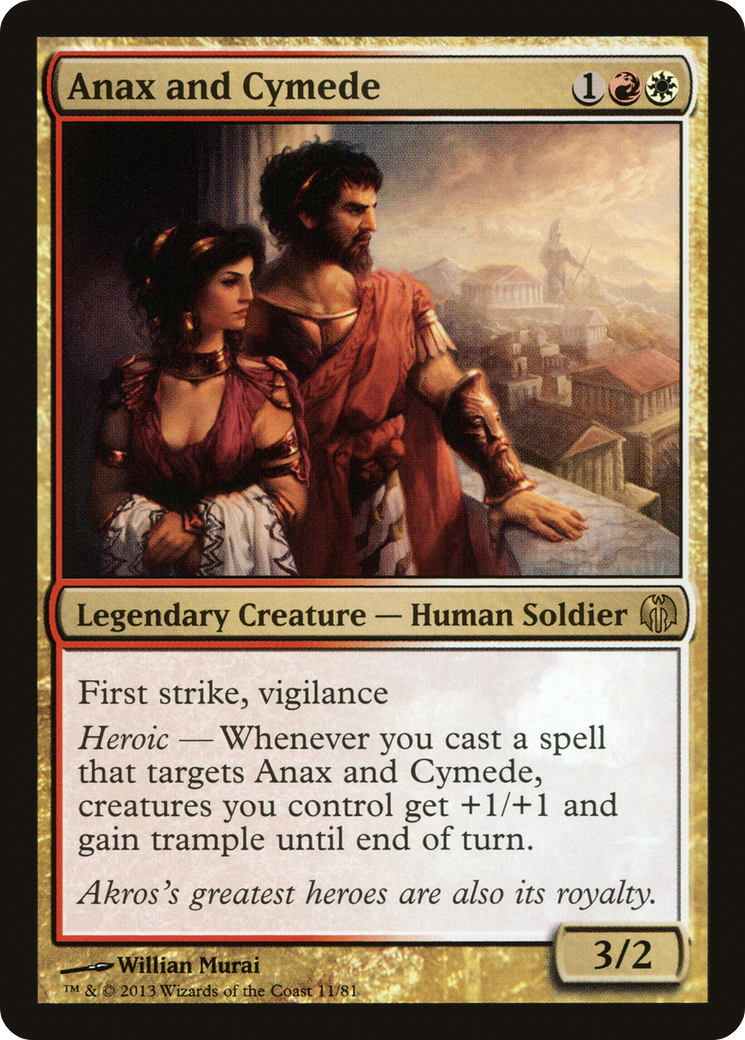 Anax and Cymede 1
Legendary Creature — Human Soldier
First strike, vigilance
Heroic — Whenever you cast a spell
that targets Anax and Cymede,
creatures you control get +1/+1 and
gain trample until end of turn.
Akros's greatest heroes are also its royalty.
3/2
Willian Murai
™ & © 2013 Wizards of the Coast 11/81